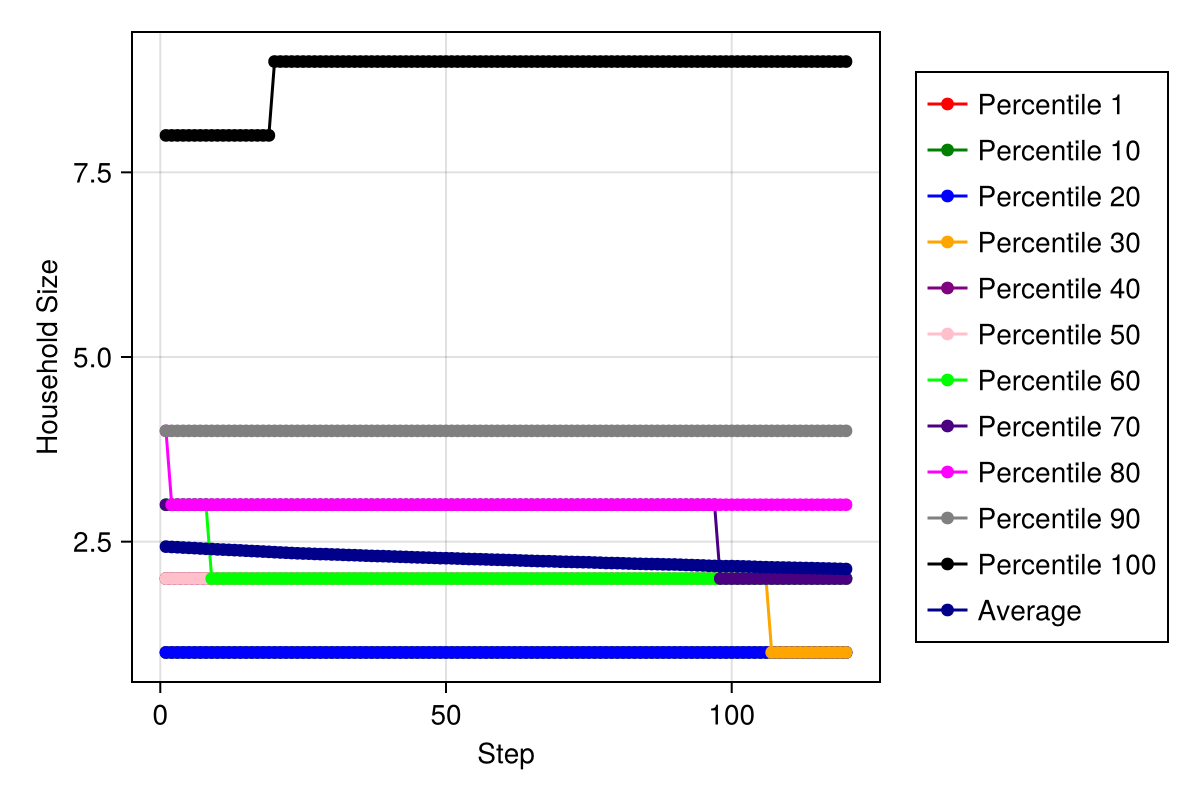 7.5
5.0
2.5
Household Size
0
50
100
Step
Percentile 1
Percentile 10
Percentile 20
Percentile 30
Percentile 40
Percentile 50
Percentile 60
Percentile 70
Percentile 80
Percentile 90
Percentile 100
Average